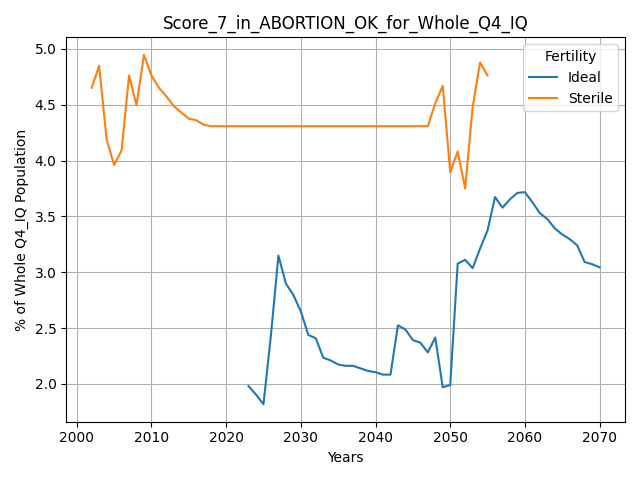 Score_7_in_ABORTION_OK_for_Whole_Q4_IQ
% of Whole Q4_IQ Population
5.0
4.5
4.0
3.5
3.0
2.5
2.0
Fertility
Ideal
Sterile
2000 2010 2020 2030 2040 2050 2060 2070
Years